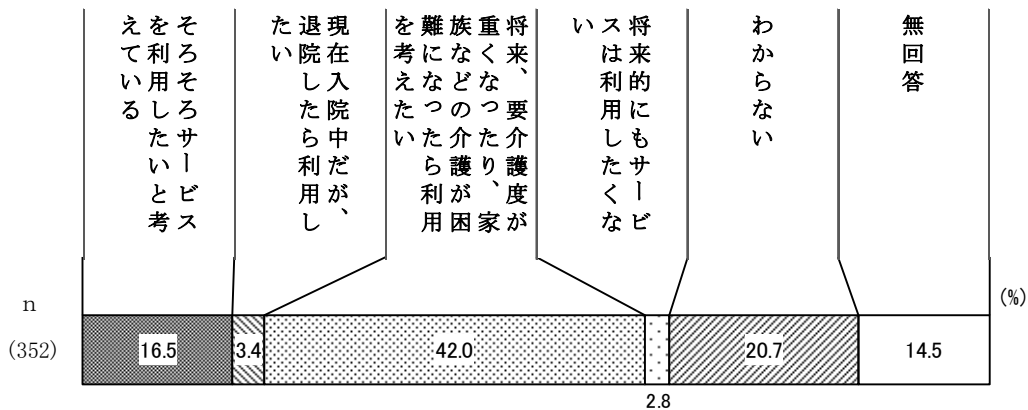 そろそろサービス
を利用したいと考
えている
現在入院中だが、
退院したら利用し
たい
将来、要介護度が
重くなったり、家
族などの介護が困
難になったら利用
を考えたい
将来的にもサービ
スは利用したくな
い
わからない
無回答
(%)
n
(352)
16.5
3.4
42.0
2.8
20.7
14.5